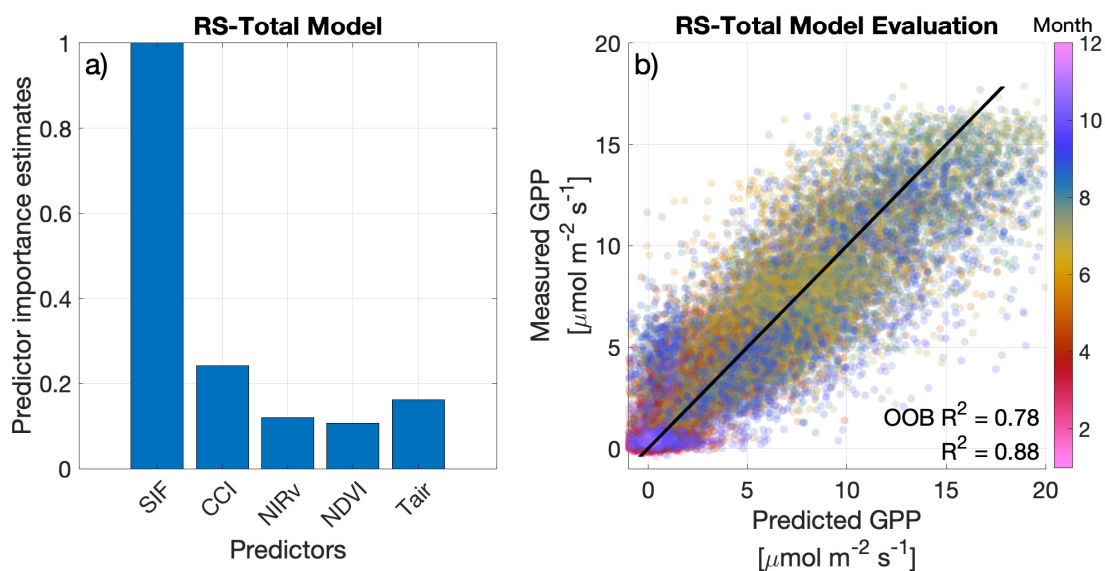 RS-Total Model
a)
Predictor importance estimates
1
0.8
0.6
0.4
0.2
0
SIF
CCI
NIRv
NDVI
Tair
Predictors
RS-Total Model Evaluation
b)
Measured GPP
[μmol m⁻² s⁻¹]
20
15
10
5
0
OOB R² = 0.78
R² = 0.88
0
5
10
15
20
Predicted GPP
[μmol m⁻² s⁻¹]
Month
12
10
8
6
4
2